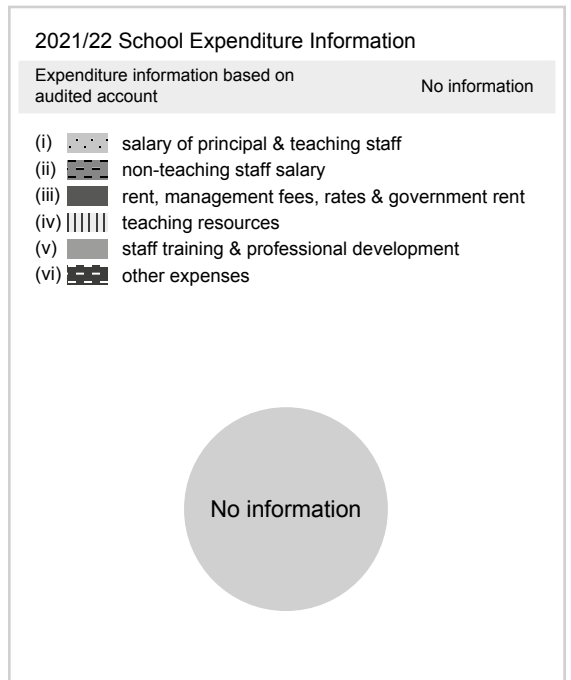 2021/22 School Expenditure Information
Expenditure information based on
audited account
No information
(i) salary of principal & teaching staff
(ii) non-teaching staff salary
(iii) rent, management fees, rates & government rent
(iv) teaching resources
(v) staff training & professional development
(vi) other expenses
No information